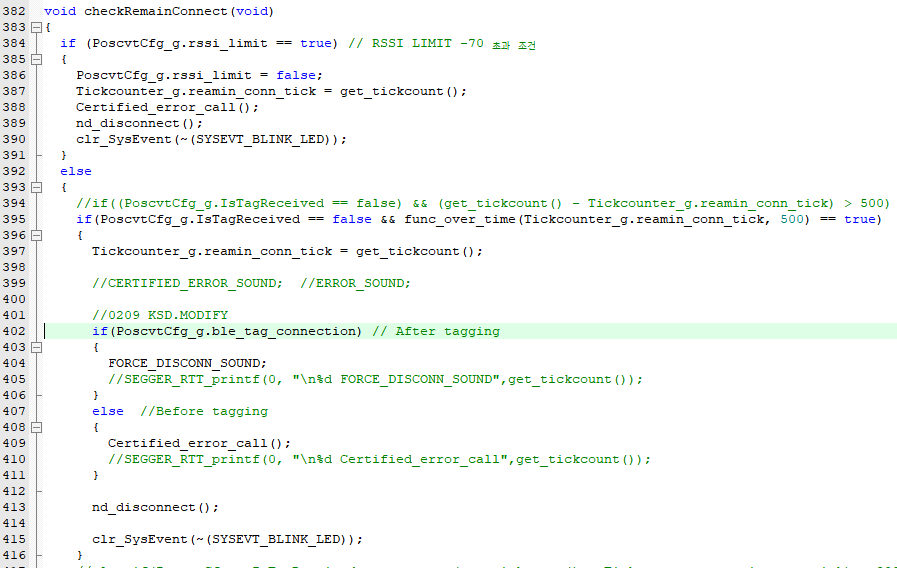 382 void checkRemainConnect(void)
383 {
384 if (PoscvtCfg_g.rssi_limit == true) // RSSI LIMIT -70 초과 조건
385 {
386 PoscvtCfg_g.rssi_limit = false;
387 Tickcounter_g.reamin_conn_tick = get_tickcount();
388 Certified_error_call();
389 nd_disconnect();
390 clr_SysEvent(~(SYSEVT_BLINK_LED));
391 }
392 else
393 {
394 //if((PoscvtCfg_g.IsTagReceived == false) && (get_tickcount() - Tickcounter_g.reamin_conn_tick) > 500)
395 if(PoscvtCfg_g.IsTagReceived == false && func_over_time(Tickcounter_g.reamin_conn_tick, 500) == true)
396 {
397 Tickcounter_g.reamin_conn_tick = get_tickcount();
398
399 //CERTIFIED_ERROR_SOUND; //ERROR_SOUND;
400
401 //0209 KSD.MODIFY
402 if(PoscvtCfg_g.ble_tag_connection) // After tagging
403 {
404 FORCE_DISCONN_SOUND;
405 //SEGGER_RTT_printf(0, "\n%d FORCE_DISCONN_SOUND",get_tickcount());
406 }
407 else //Before tagging
408 {
409 Certified_error_call();
410 //SEGGER_RTT_printf(0, "\n%d Certified_error_call",get_tickcount());
411 }
412
413 nd_disconnect();
414
415 clr_SysEvent(~(SYSEVT_BLINK_LED));
416 }